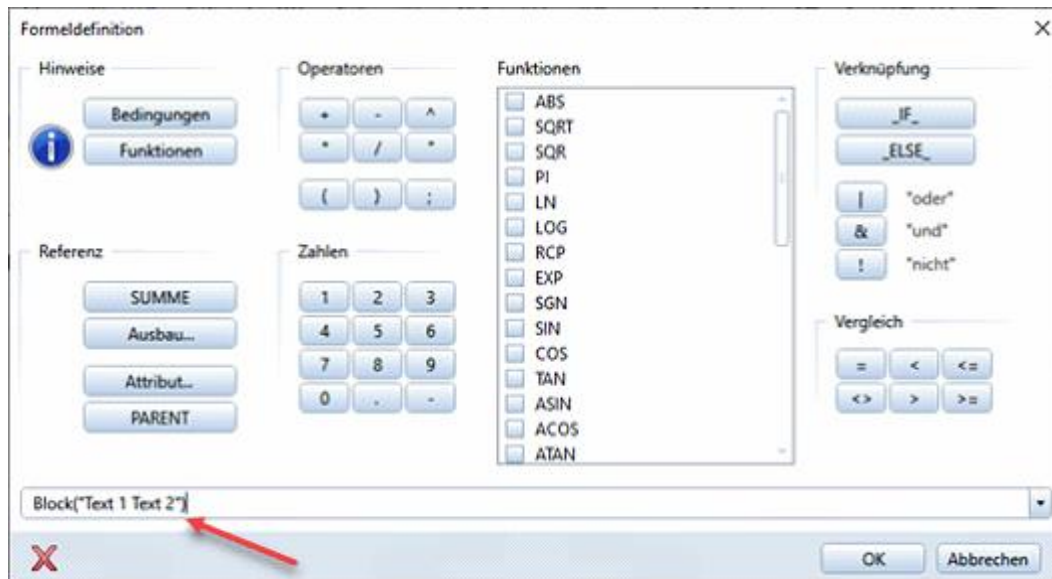 Formeldefinition
Hinweise
Bedingungen
Funktionen
Operatoren
+ - ^
* / "
( ) ;
Funktionen
ABS
SQRT
SQR
PI
LN
LOG
RCP
EXP
SGN
SIN
COS
TAN
ASIN
ACOS
ATAN
Verknüpfung
_IF_
_ELSE_
| "oder"
& "und"
! "nicht"
Referenz
SUMME
Ausbau...
Attribut...
PARENT
Zahlen
1 2 3
4 5 6
7 8 9
0 . -
Vergleich
= < <=
<> > >=
Block("Text 1 Text 2")
OK
Abbrechen